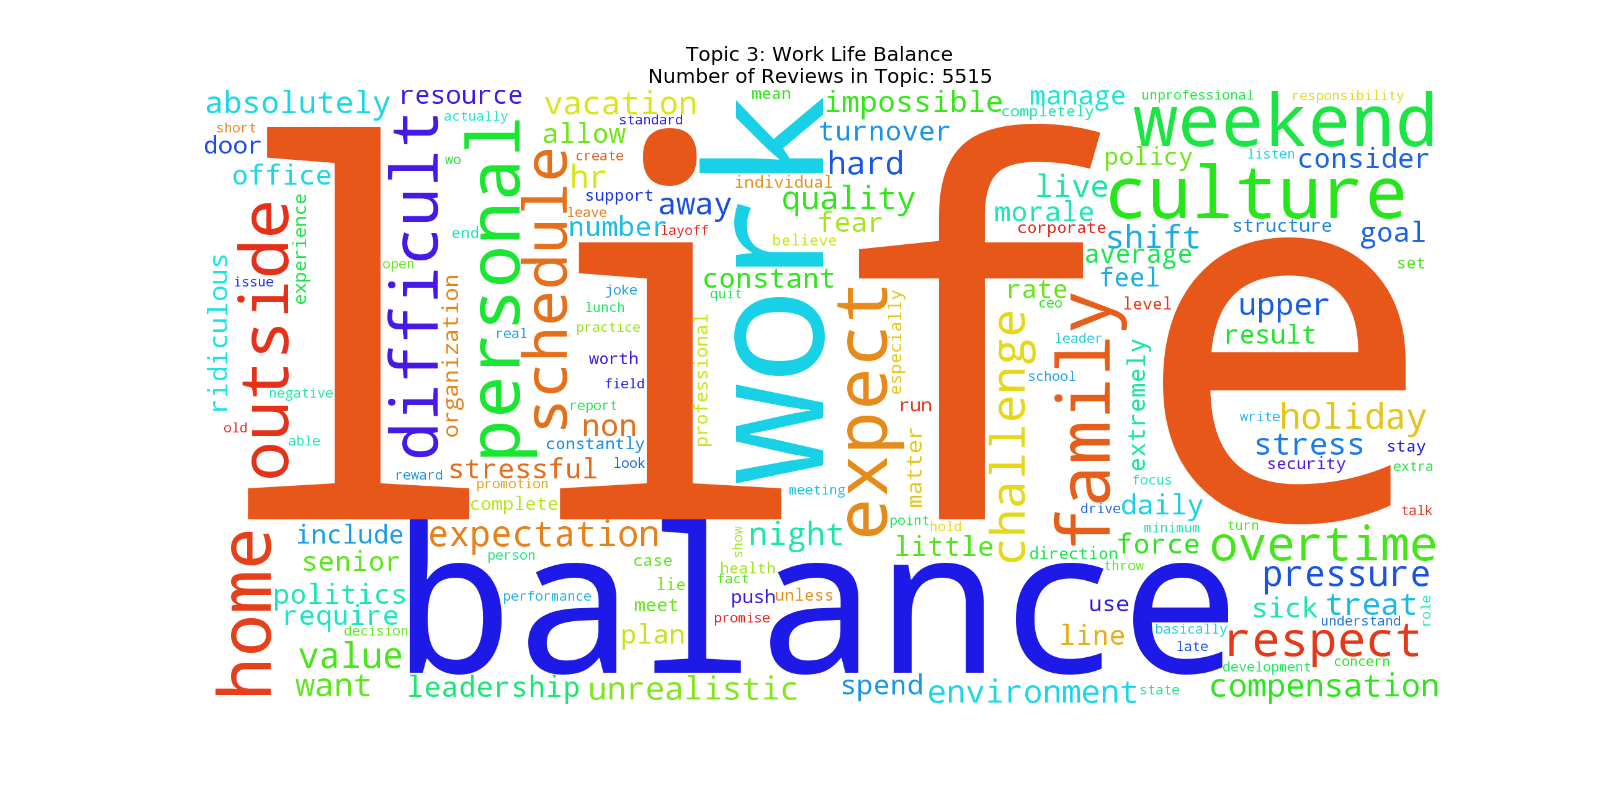 Topic 3: Work Life Balance
Number of Reviews in Topic: 5515
absolutely
resource
vacation
mean
impossible
manage
unprofessional
responsibility
short
actually
standard
completely
weekend
door
allow
turnover
office
wo
create
hr
hard
policy
listen
consider
life
difficult
personal
schedule
support
away
individual
quality
live
culture
leave
number
layoff
fear
morale
corporate
shift
structure
goal
outside
experience
end
believe
work
average
ridiculous
issue
open
organization
joke
constant
quit
feel
set
lunch
practice
real
rate
ceo
level
upper
result
worth
field
professional
expect
especially
challenge
family
leader
school
extremely
negative
old
able
report
non
constantly
look
run
write
holiday
stress
stay
security
extra
reward
stressful
promotion
complete
meeting
matter
focus
drive
daily
talk
include
expectation
show
night
point
hold
little
direction
minimum
force
throw
turn
overtime
home
senior
person
case
health
fact
lie
balance
pressure
politics
performance
meet
push
unless
use
sick
treat
role
require
decision
promise
plan
line
basically
late
understand
respect
value
development
concern
want
leadership
unrealistic
spend
environment
state
compensation